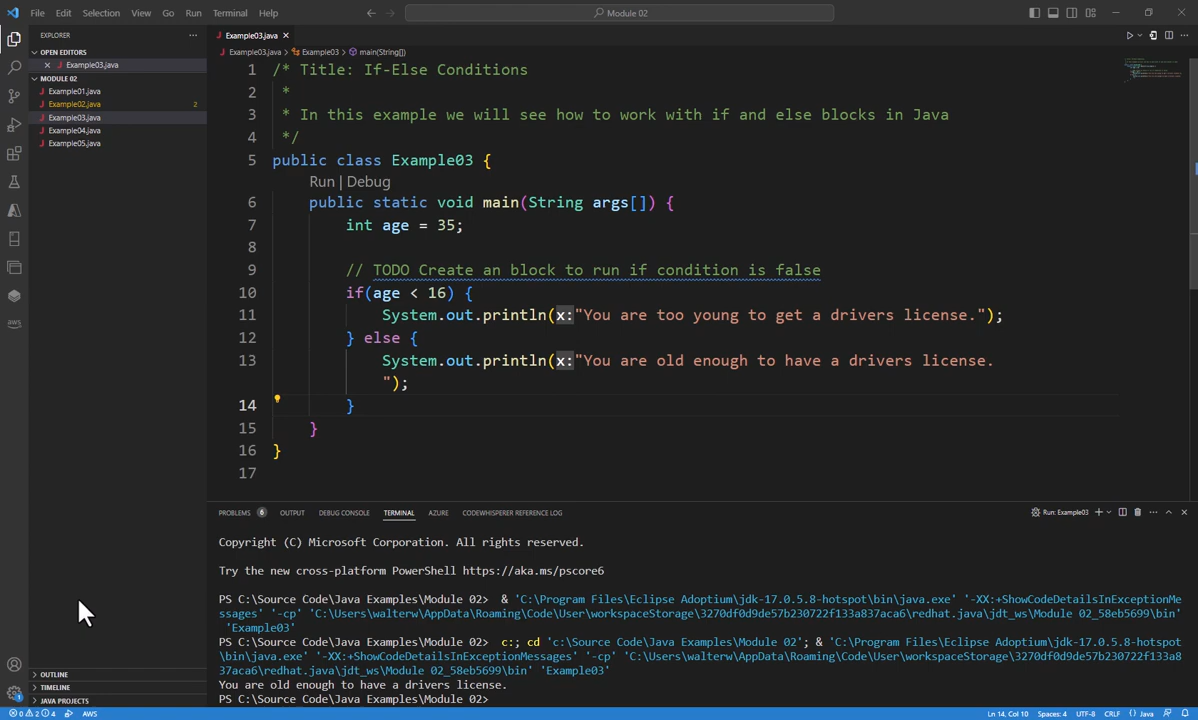 File Edit Selection View Go Run Terminal Help
Module 02
EXPLORER
OPEN EDITORS
Example03.java
MODULE 02
Example01.java
Example02.java 2
Example03.java
Example04.java
Example05.java
OUTLINE
TIMELINE
JAVA PROJECTS
Example03.java
Example03.java > Example03 > main(String[])
1 /* Title: If-Else Conditions
2 *
3 * In this example we will see how to work with if and else blocks in Java
4 */
5 public class Example03 {
Run | Debug
6 public static void main(String args[]) {
7 int age = 35;
8
9 // TODO Create an block to run if condition is false
10 if(age < 16) {
11 System.out.println(x:"You are too young to get a drivers license.");
12 } else {
13 System.out.println(x:"You are old enough to have a drivers license.
");
14 }
15 }
16 }
17
PROBLEMS 6 OUTPUT DEBUG CONSOLE TERMINAL AZURE CODEWHISPERER REFERENCE LOG
Run: Example03
Copyright (C) Microsoft Corporation. All rights reserved.
Try the new cross-platform PowerShell https://aka.ms/pscore6
PS C:\Source Code\Java Examples\Module 02> & 'C:\Program Files\Eclipse Adoptium\jdk-17.0.5.8-hotspot\bin\java.exe' '-XX:+ShowCodeDetailsInExceptionMe
ssages' '-cp' 'C:\Users\walterw\AppData\Roaming\Code\User\workspaceStorage\3270df0d9de57b230722f133a837aca6\redhat.java\jdt_ws\Module 02_58eb5699\bin'
'Example03'
PS C:\Source Code\Java Examples\Module 02> c:; cd 'c:\Source Code\Java Examples\Module 02'; & 'C:\Program Files\Eclipse Adoptium\jdk-17.0.5.8-hotspot
\bin\java.exe' '-XX:+ShowCodeDetailsInExceptionMessages' '-cp' 'C:\Users\walterw\AppData\Roaming\Code\User\workspaceStorage\3270df0d9de57b230722f133a8
37aca6\redhat.java\jdt_ws\Module 02_58eb5699\bin' 'Example03'
You are old enough to have a drivers license.
PS C:\Source Code\Java Examples\Module 02>
aws
1
0 2 4 AWS
Ln 14, Col 10 Spaces: 4 UTF-8 CRLF {} Java